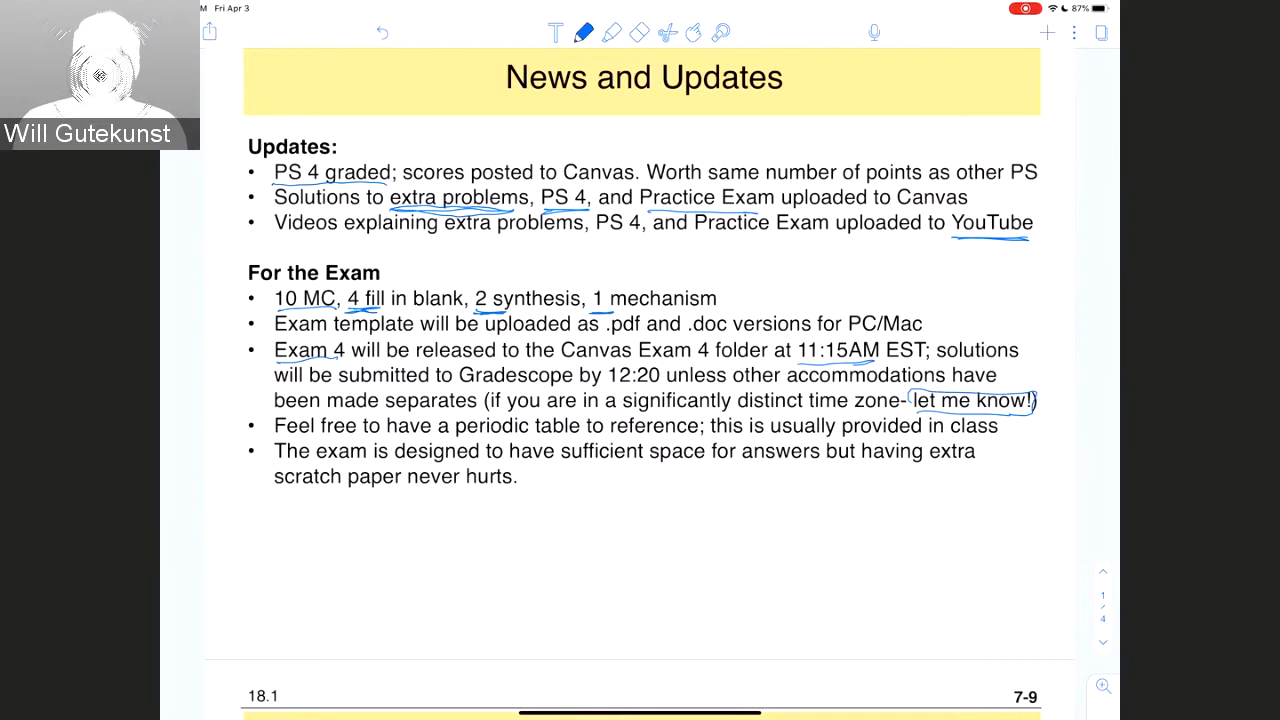 M Fri Apr 3
87%
Will Gutekunst
News and Updates
Updates:
• PS 4 graded; scores posted to Canvas. Worth same number of points as other PS
• Solutions to extra problems, PS 4, and Practice Exam uploaded to Canvas
• Videos explaining extra problems, PS 4, and Practice Exam uploaded to YouTube
For the Exam
• 10 MC, 4 fill in blank, 2 synthesis, 1 mechanism
• Exam template will be uploaded as .pdf and .doc versions for PC/Mac
• Exam 4 will be released to the Canvas Exam 4 folder at 11:15AM EST; solutions
will be submitted to Gradescope by 12:20 unless other accommodations have
been made separates (if you are in a significantly distinct time zone- let me know!)
• Feel free to have a periodic table to reference; this is usually provided in class
• The exam is designed to have sufficient space for answers but having extra
scratch paper never hurts.
1
/
4
18.1
7-9